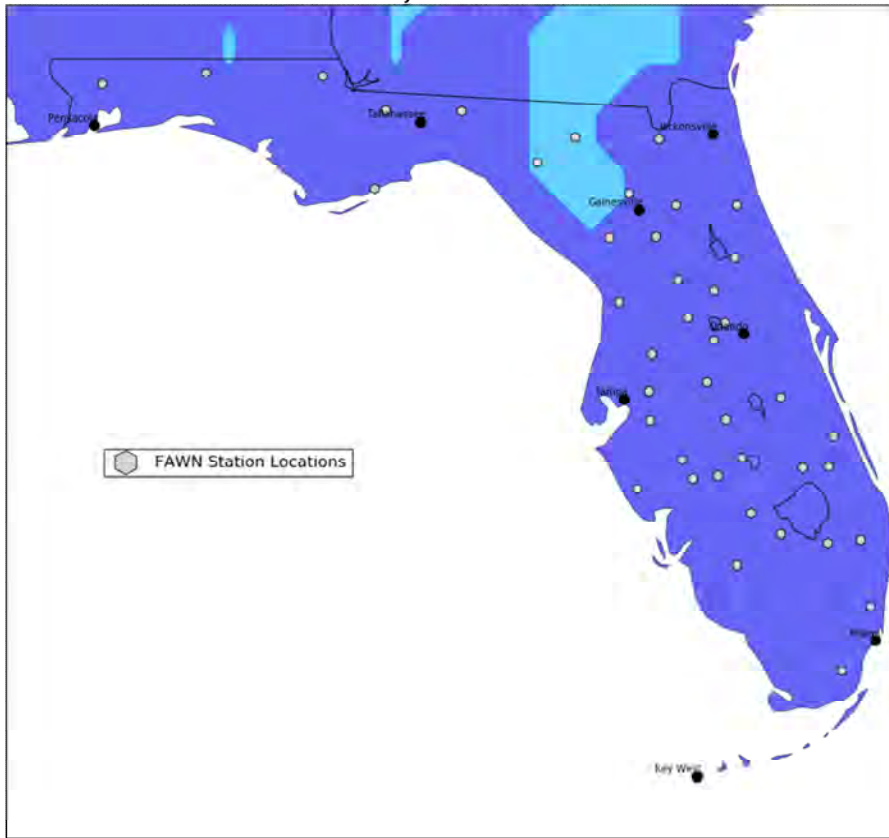 Pensacola
Tallahassee
Jacksonville
Gainesville
Orlando
Tampa
FAWN Station Locations
Miami
Key West